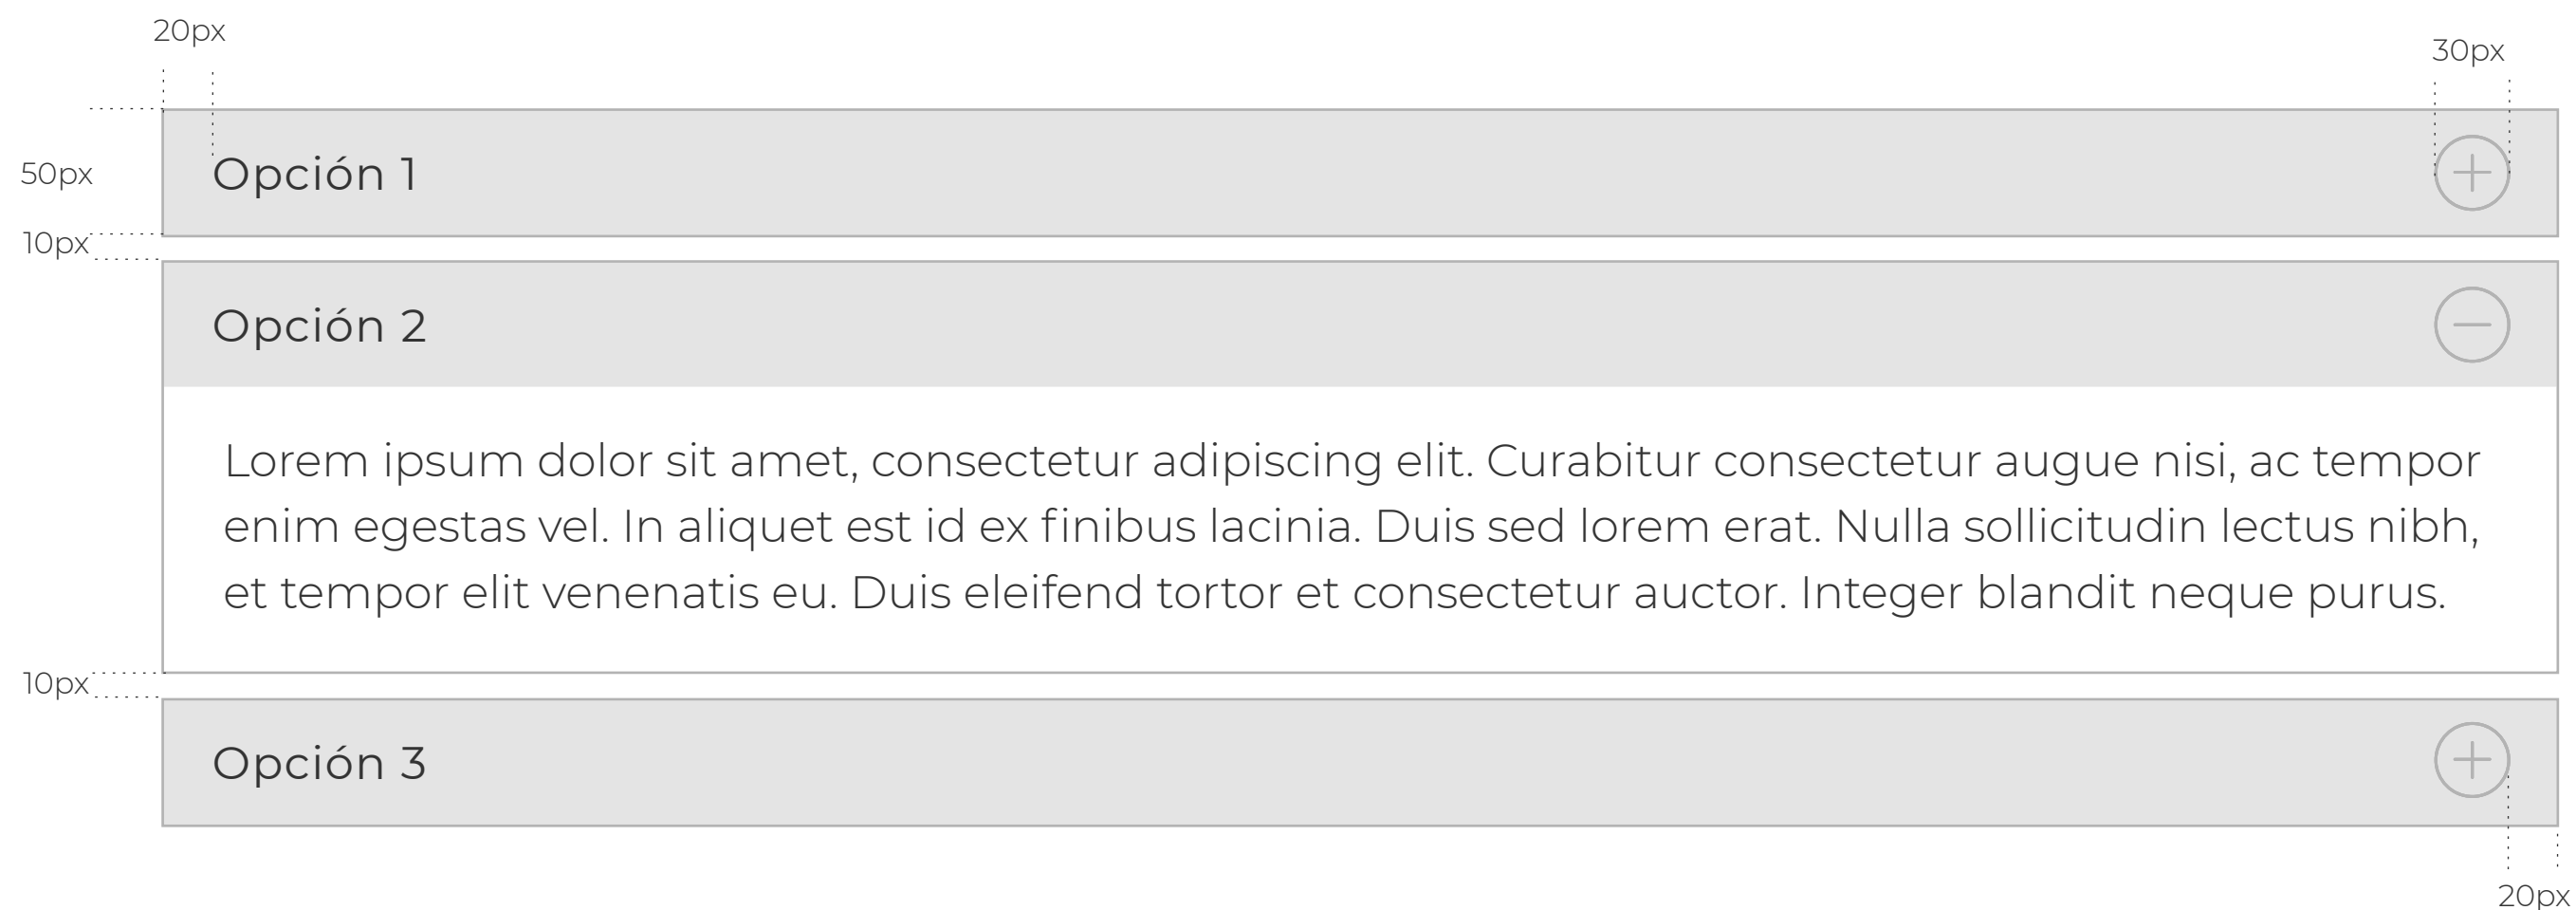 20px
30px
50px
Opción 1
10px
Opción 2
Lorem ipsum dolor sit amet, consectetur adipiscing elit. Curabitur consectetur augue nisi, ac tempor
enim egestas vel. In aliquet est id ex finibus lacinia. Duis sed lorem erat. Nulla sollicitudin lectus nibh,
et tempor elit venenatis eu. Duis eleifend tortor et consectetur auctor. Integer blandit neque purus.
10px
Opción 3
20px